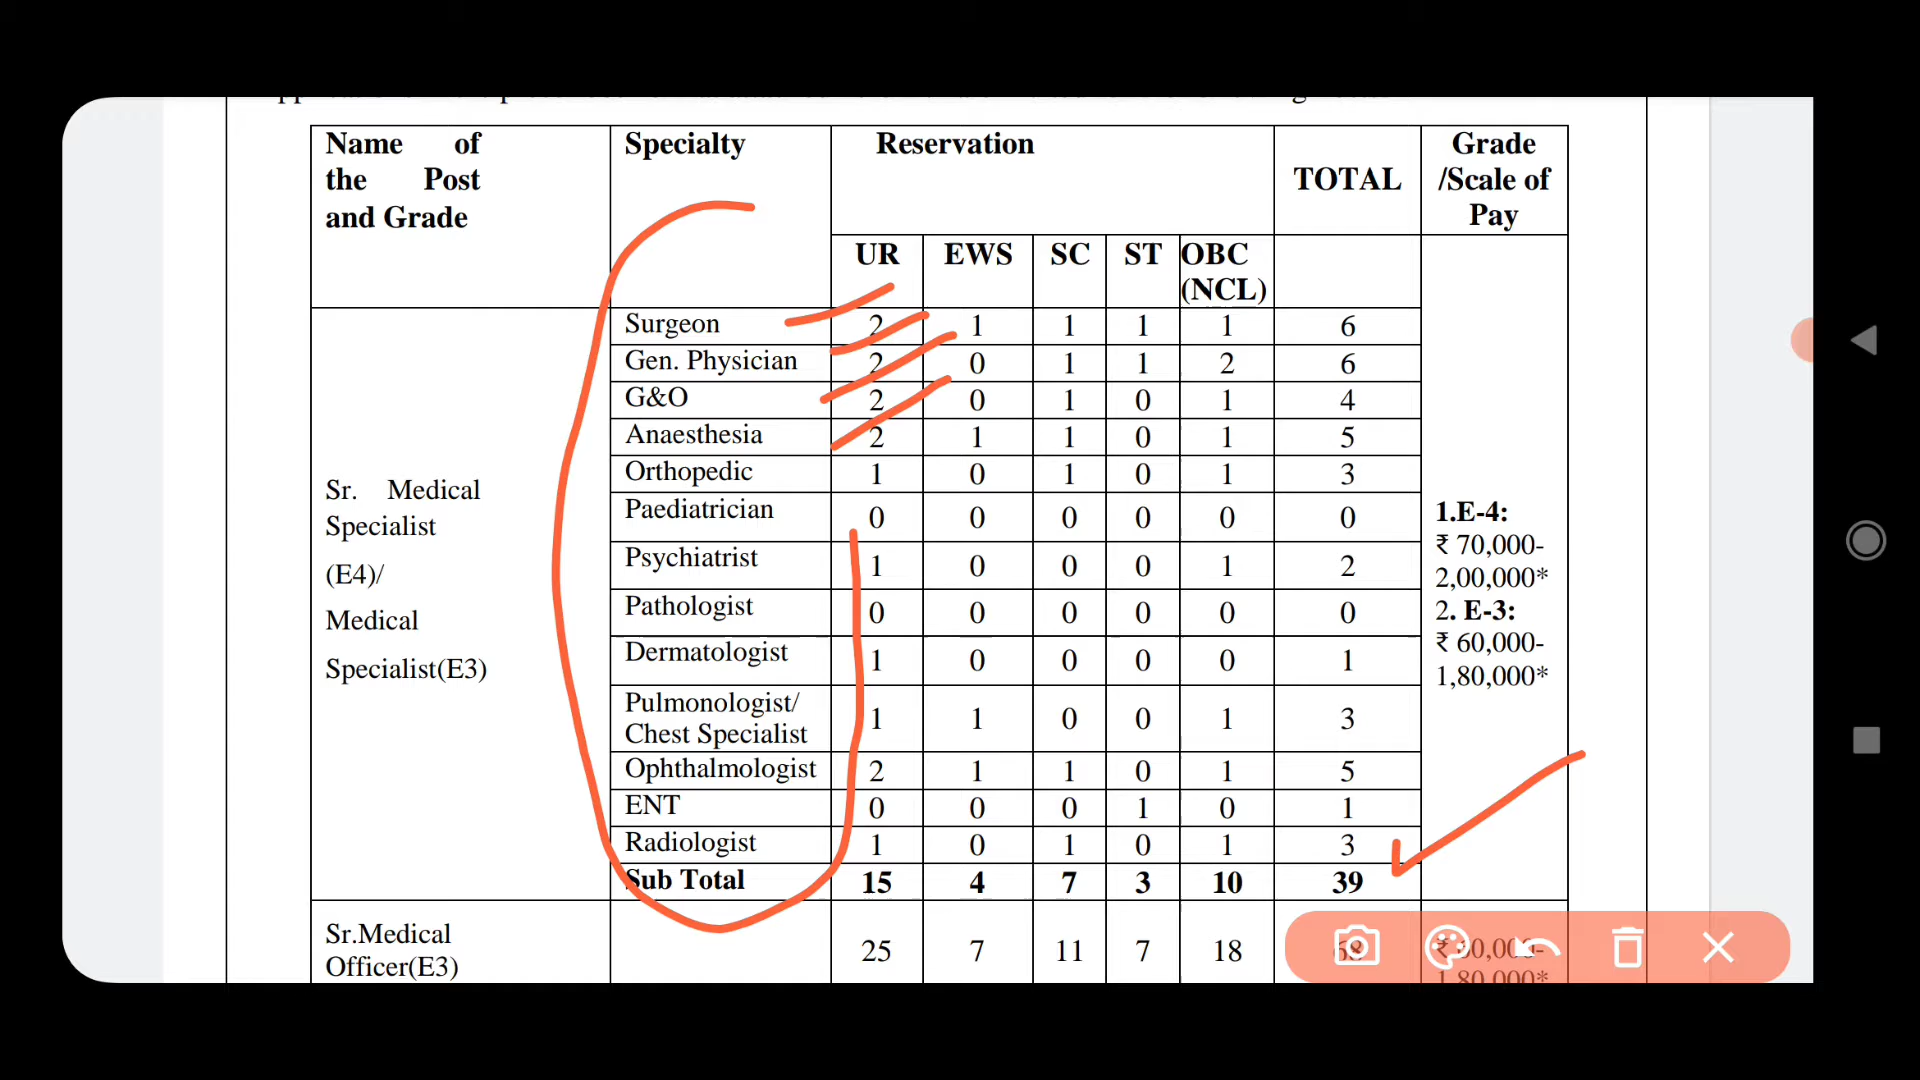 Name of the Post and Grade Specialty Reservation TOTAL Grade /Scale of Pay
UR EWS SC ST OBC (NCL)
Sr. Medical Specialist (E4)/ Medical Specialist(E3)
Surgeon 2 1 1 1 1 6
Gen. Physician 2 0 1 1 2 6
G&O 2 0 1 0 1 4
Anaesthesia 2 1 1 0 1 5
Orthopedic 1 0 1 0 1 3
Paediatrician 0 0 0 0 0 0
Psychiatrist 1 0 0 0 1 2
Pathologist 0 0 0 0 0 0
Dermatologist 1 0 0 0 0 1
Pulmonologist/ Chest Specialist 1 1 0 0 1 3
Ophthalmologist 2 1 1 0 1 5
ENT 0 0 0 1 0 1
Radiologist 1 0 1 0 1 3
Sub Total 15 4 7 3 10 39
1.E-4:
₹ 70,000-
2,00,000*
2. E-3:
₹ 60,000-
1,80,000*
Sr.Medical Officer(E3) 25 7 11 7 18 68 ₹ 60,000-
1,80,000*